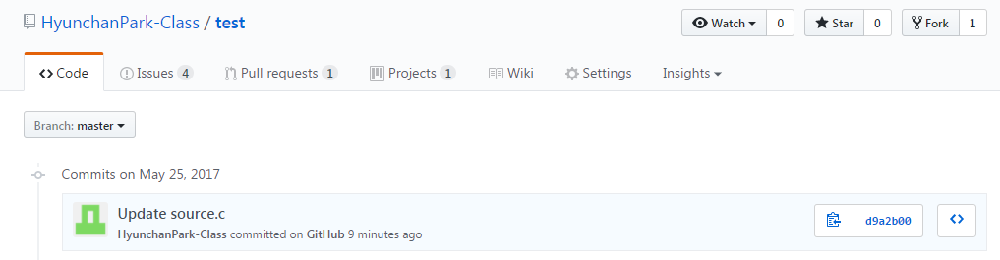 HyunchanPark-Class / test
Watch 0 Star 0 Fork 1
Code Issues 4 Pull requests 1 Projects 1 Wiki Settings Insights
Branch: master
Commits on May 25, 2017
Update source.c
HyunchanPark-Class committed on GitHub 9 minutes ago
d9a2b00